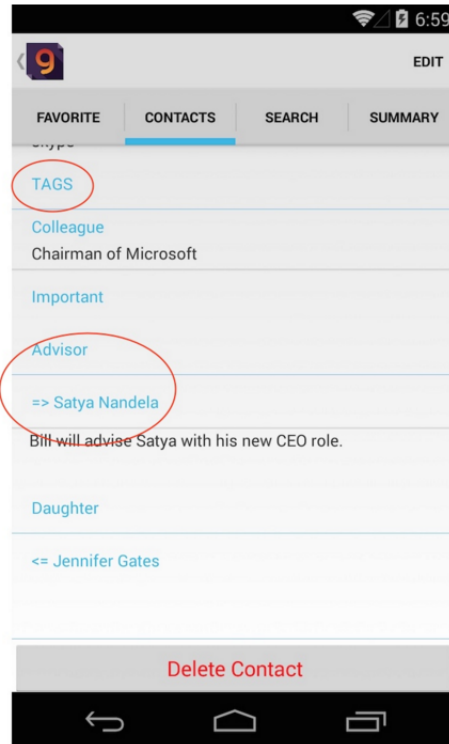 6:59
9
EDIT
FAVORITE CONTACTS SEARCH SUMMARY
TAGS
Colleague
Chairman of Microsoft
Important
Advisor
=> Satya Nandela
Bill will advise Satya with his new CEO role.
Daughter
<= Jennifer Gates
Delete Contact